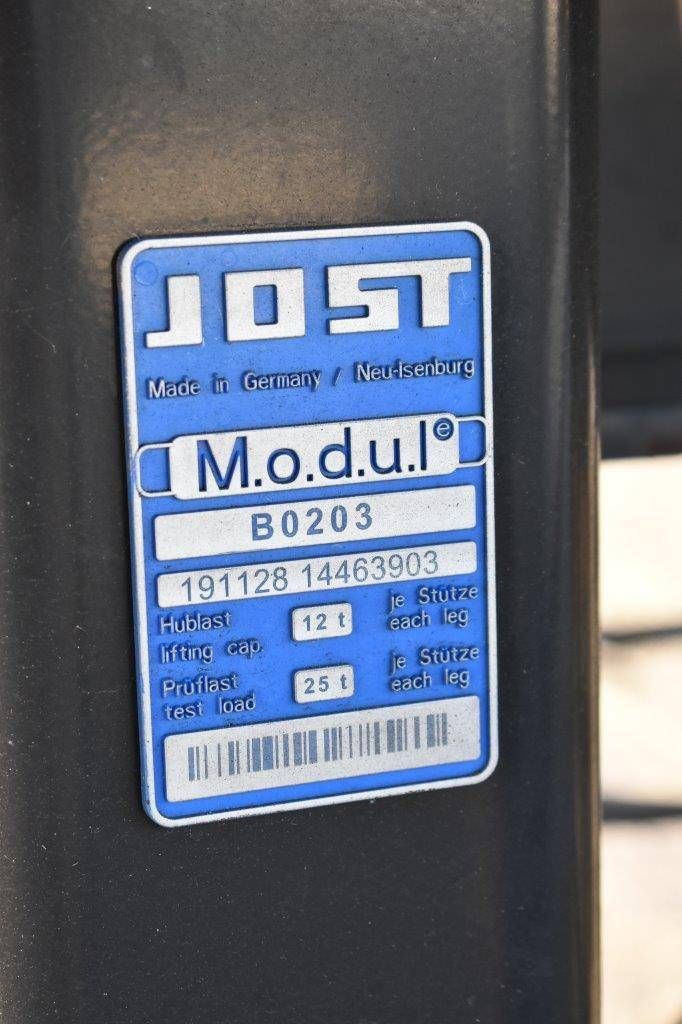 JOST
Made in Germany / Neu-Isenburg
M.o.d.u.l®
B0203
191128 14463903
Hublast 12 t je Stütze
lifting cap. each leg
Prüflast 25 t je Stütze
test load each leg